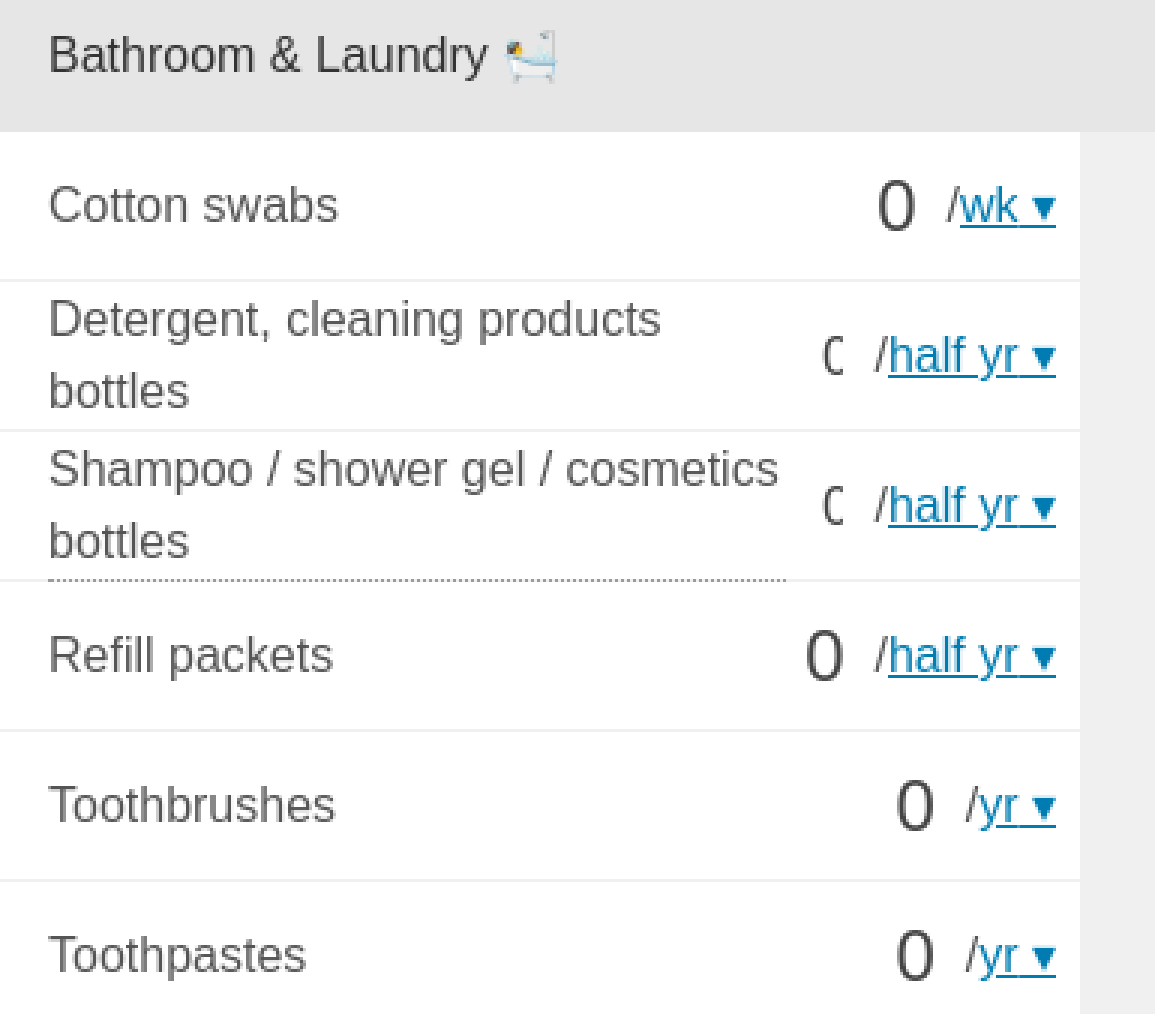 Bathroom & Laundry 🛀
Cotton swabs 0 /wk ▾
Detergent, cleaning products
bottles 0 /half yr ▾
Shampoo / shower gel / cosmetics
bottles 0 /half yr ▾
Refill packets 0 /half yr ▾
Toothbrushes 0 /yr ▾
Toothpastes 0 /yr ▾